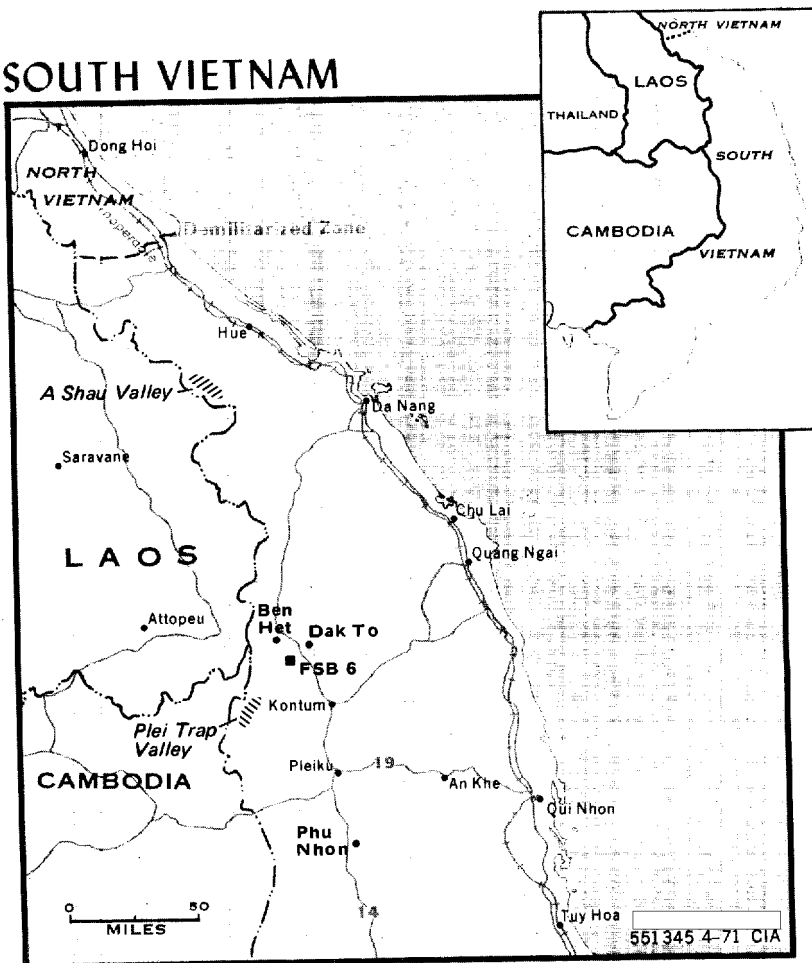 SOUTH VIETNAM
NORTH VIETNAM
LAOS
THAILAND
SOUTH
CAMBODIA
VIETNAM
Dong Hoi
NORTH
VIETNAM
Inoperable
Demilitarized Zone
Hue
A Shau Valley
Da Nang
Saravane
Chu Lai
LAOS
Quang Ngai
Attopeu
Ben
Het
Dak To
FSB 6
Kontum
Plei Trap
Valley
Pleiku
19
An Khe
CAMBODIA
Qui Nhon
Phu
Nhon
0 50
MILES
14
Tuy Hoa
551345 4-71 CIA